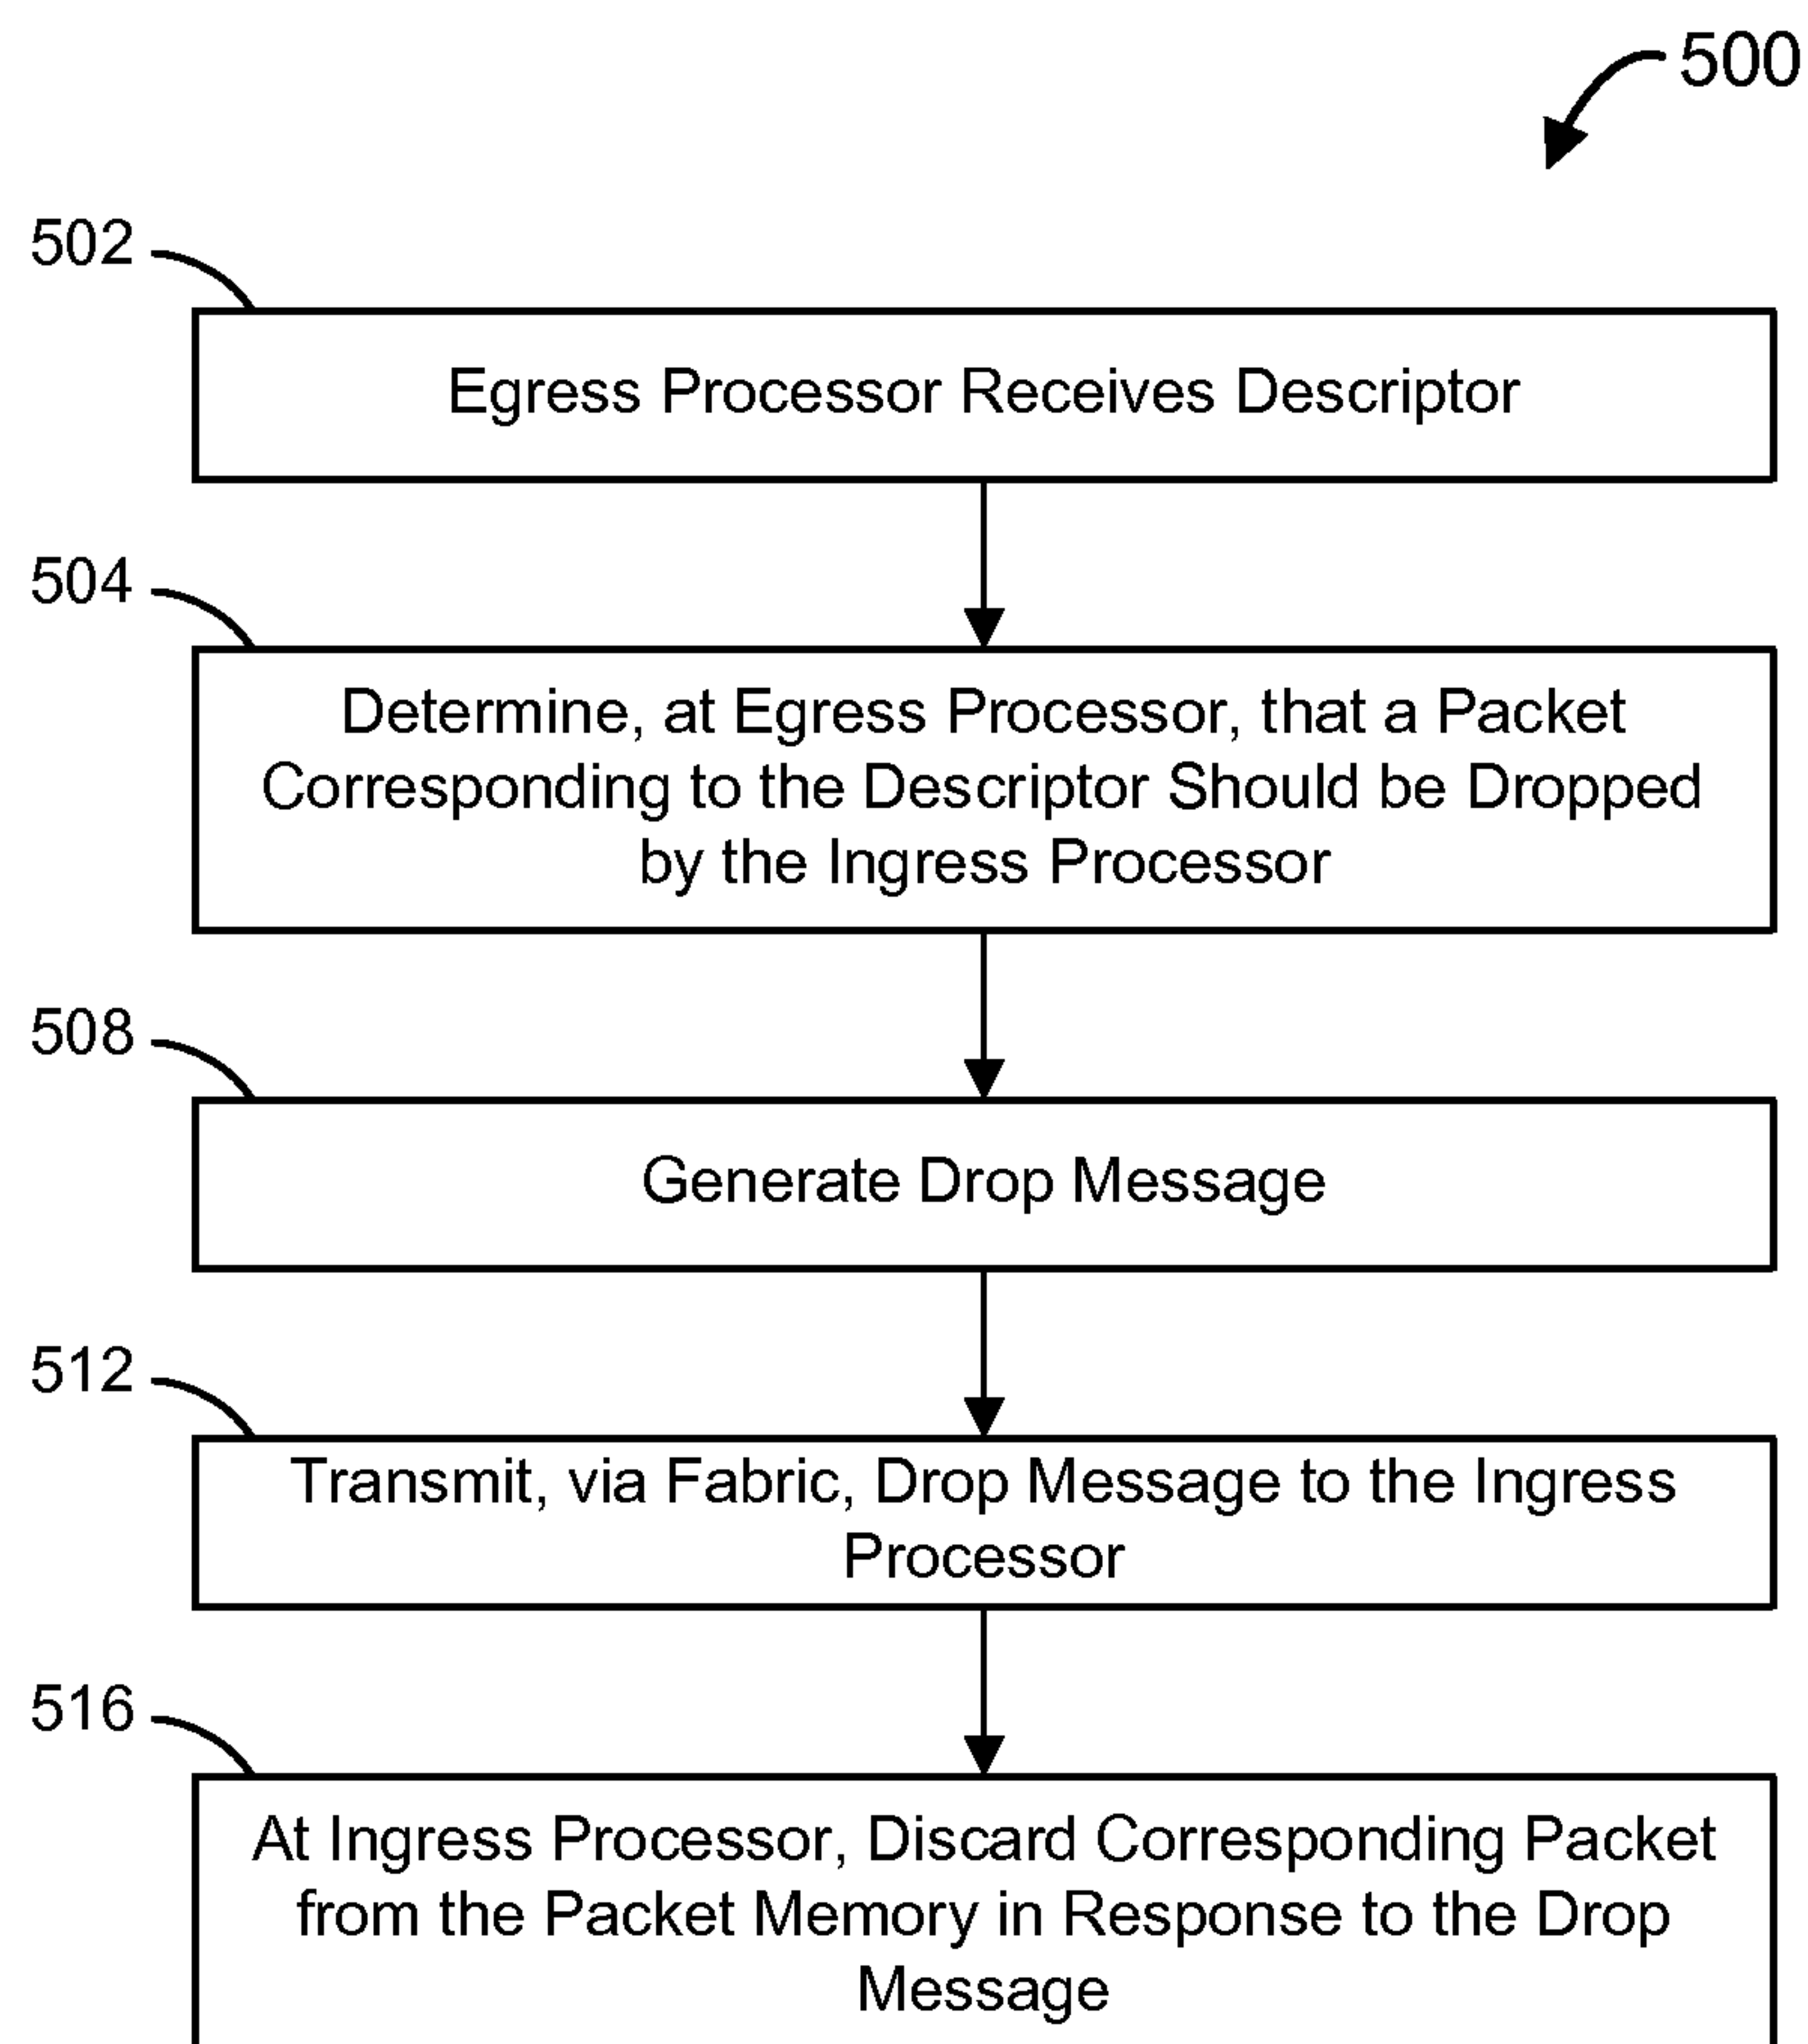 500
502
Egress Processor Receives Descriptor
504
Determine, at Egress Processor, that a Packet
Corresponding to the Descriptor Should be Dropped
by the Ingress Processor
508
Generate Drop Message
512
Transmit, via Fabric, Drop Message to the Ingress
Processor
516
At Ingress Processor, Discard Corresponding Packet
from the Packet Memory in Response to the Drop
Message